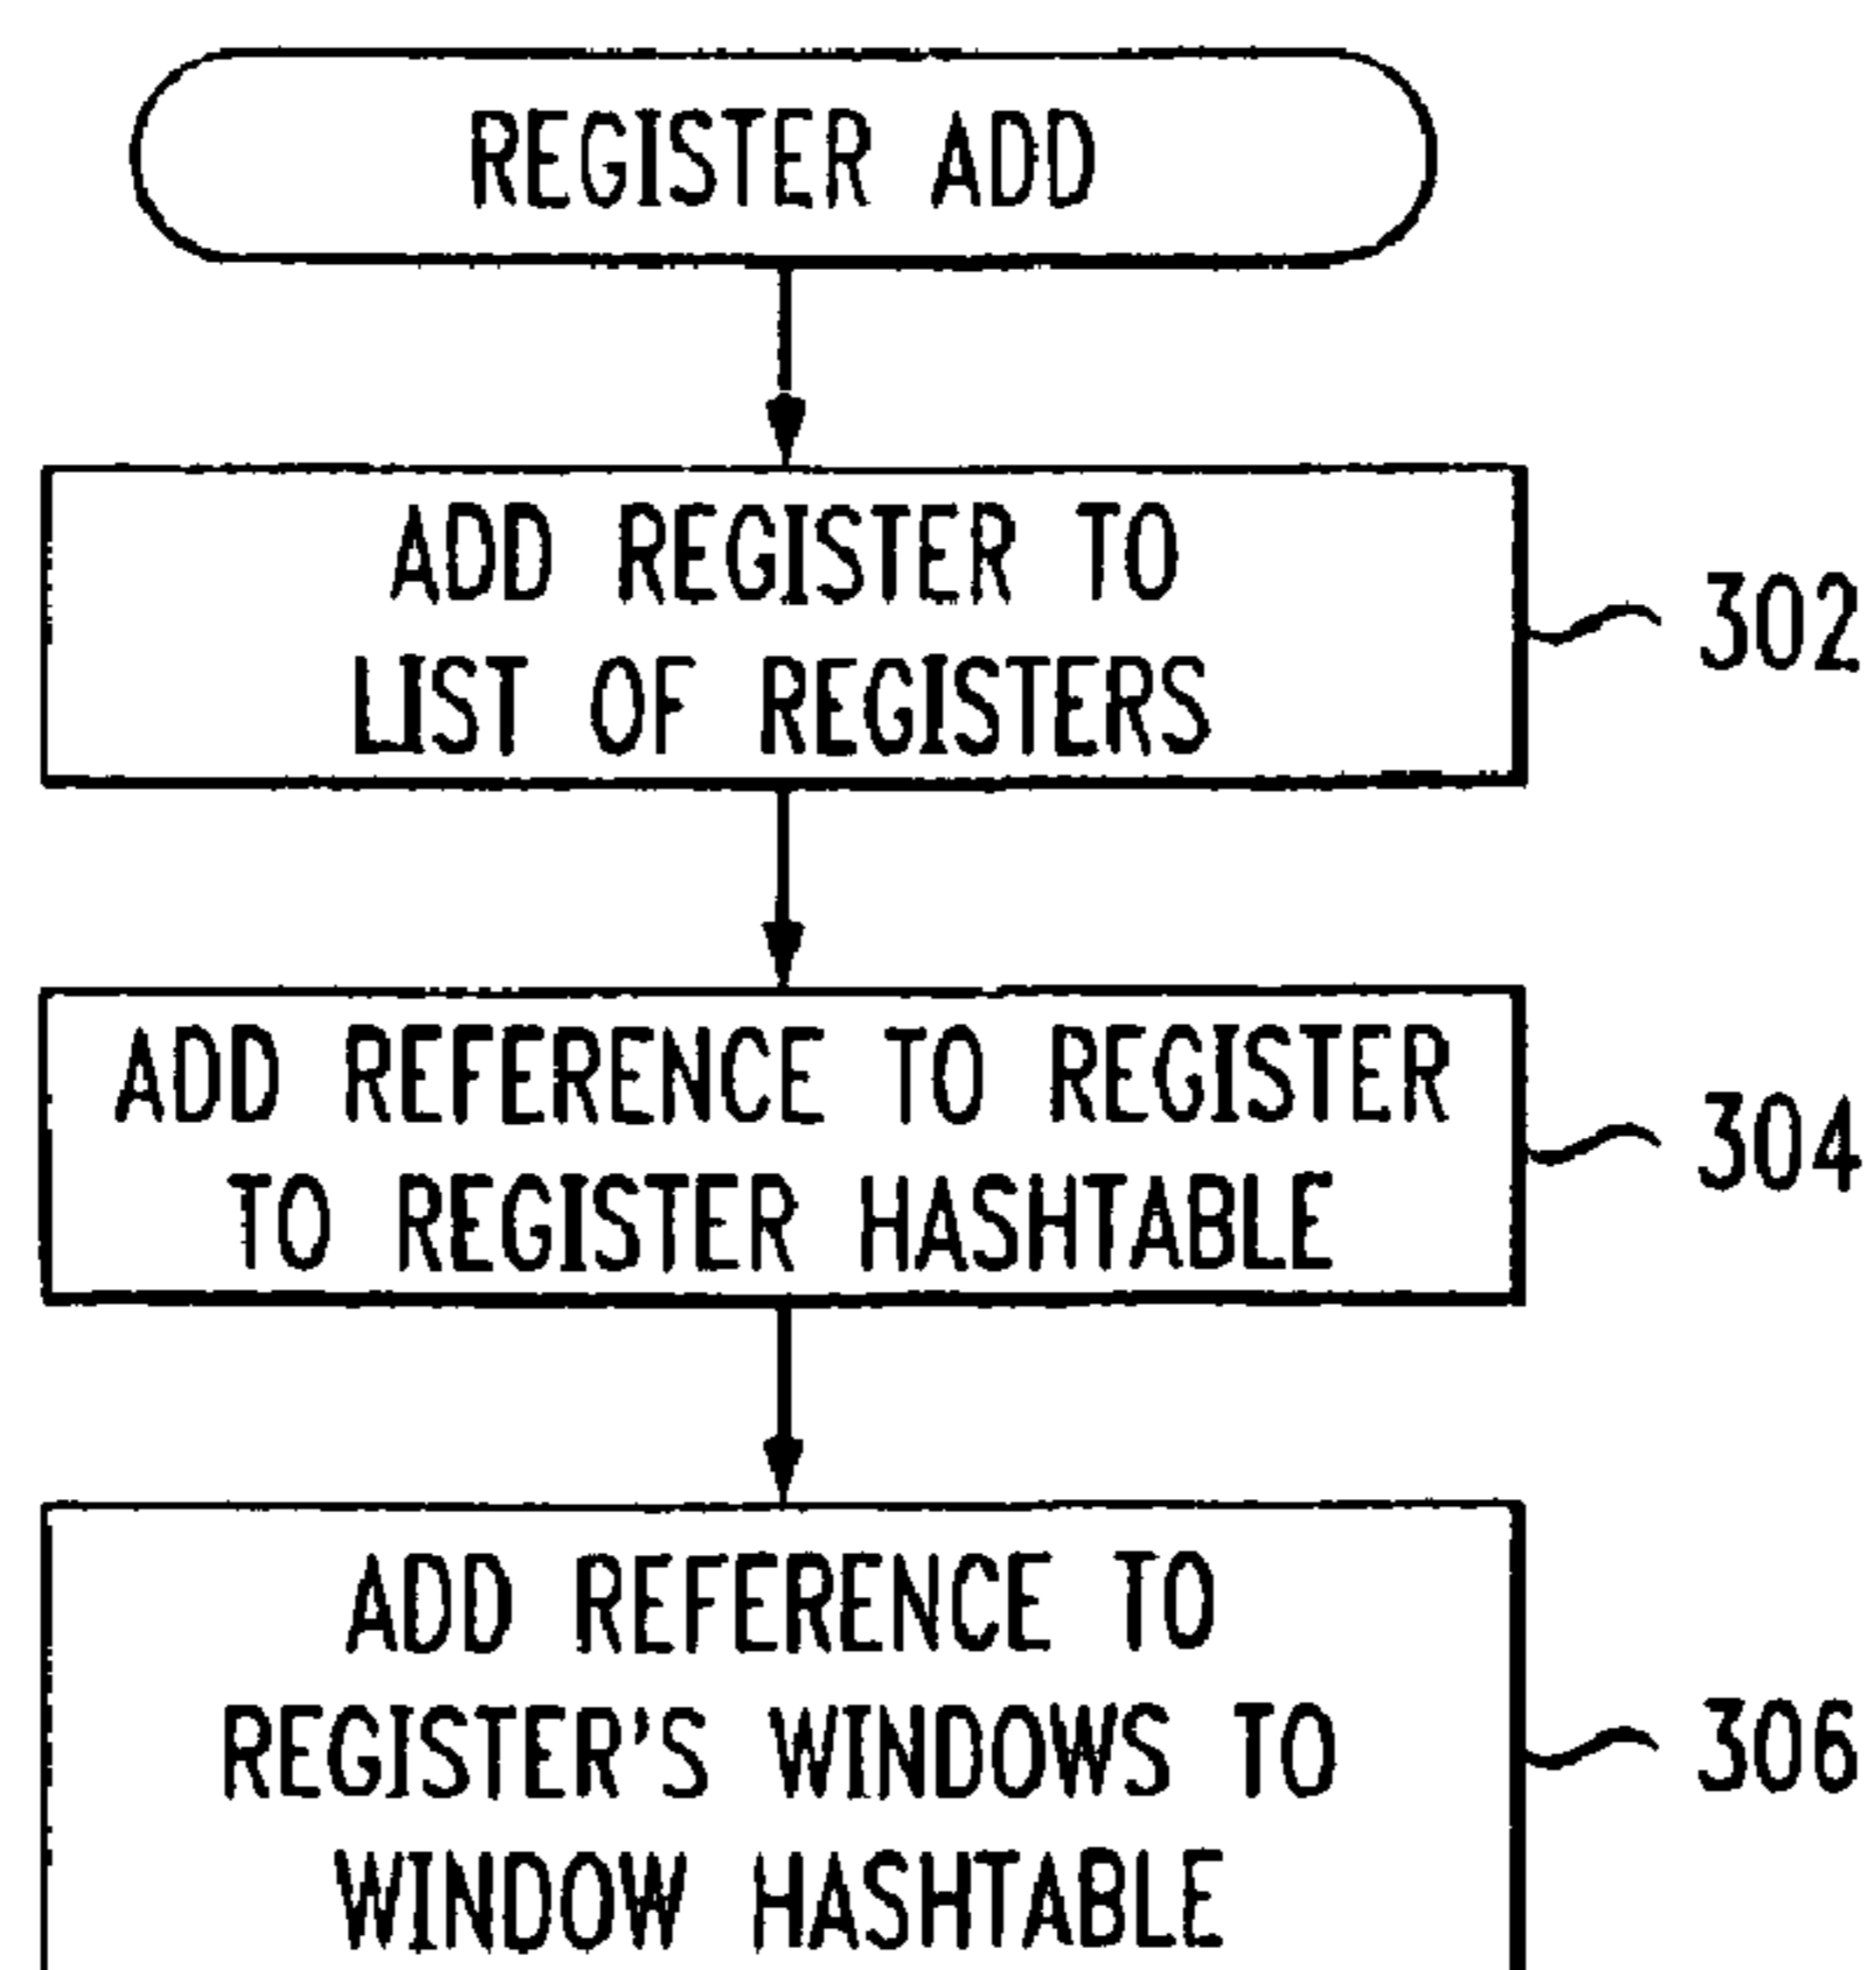 REGISTER ADD
ADD REGISTER TO
LIST OF REGISTERS
302
ADD REFERENCE TO REGISTER
TO REGISTER HASHTABLE
304
ADD REFERENCE TO
REGISTER'S WINDOWS TO
WINDOW HASHTABLE
306